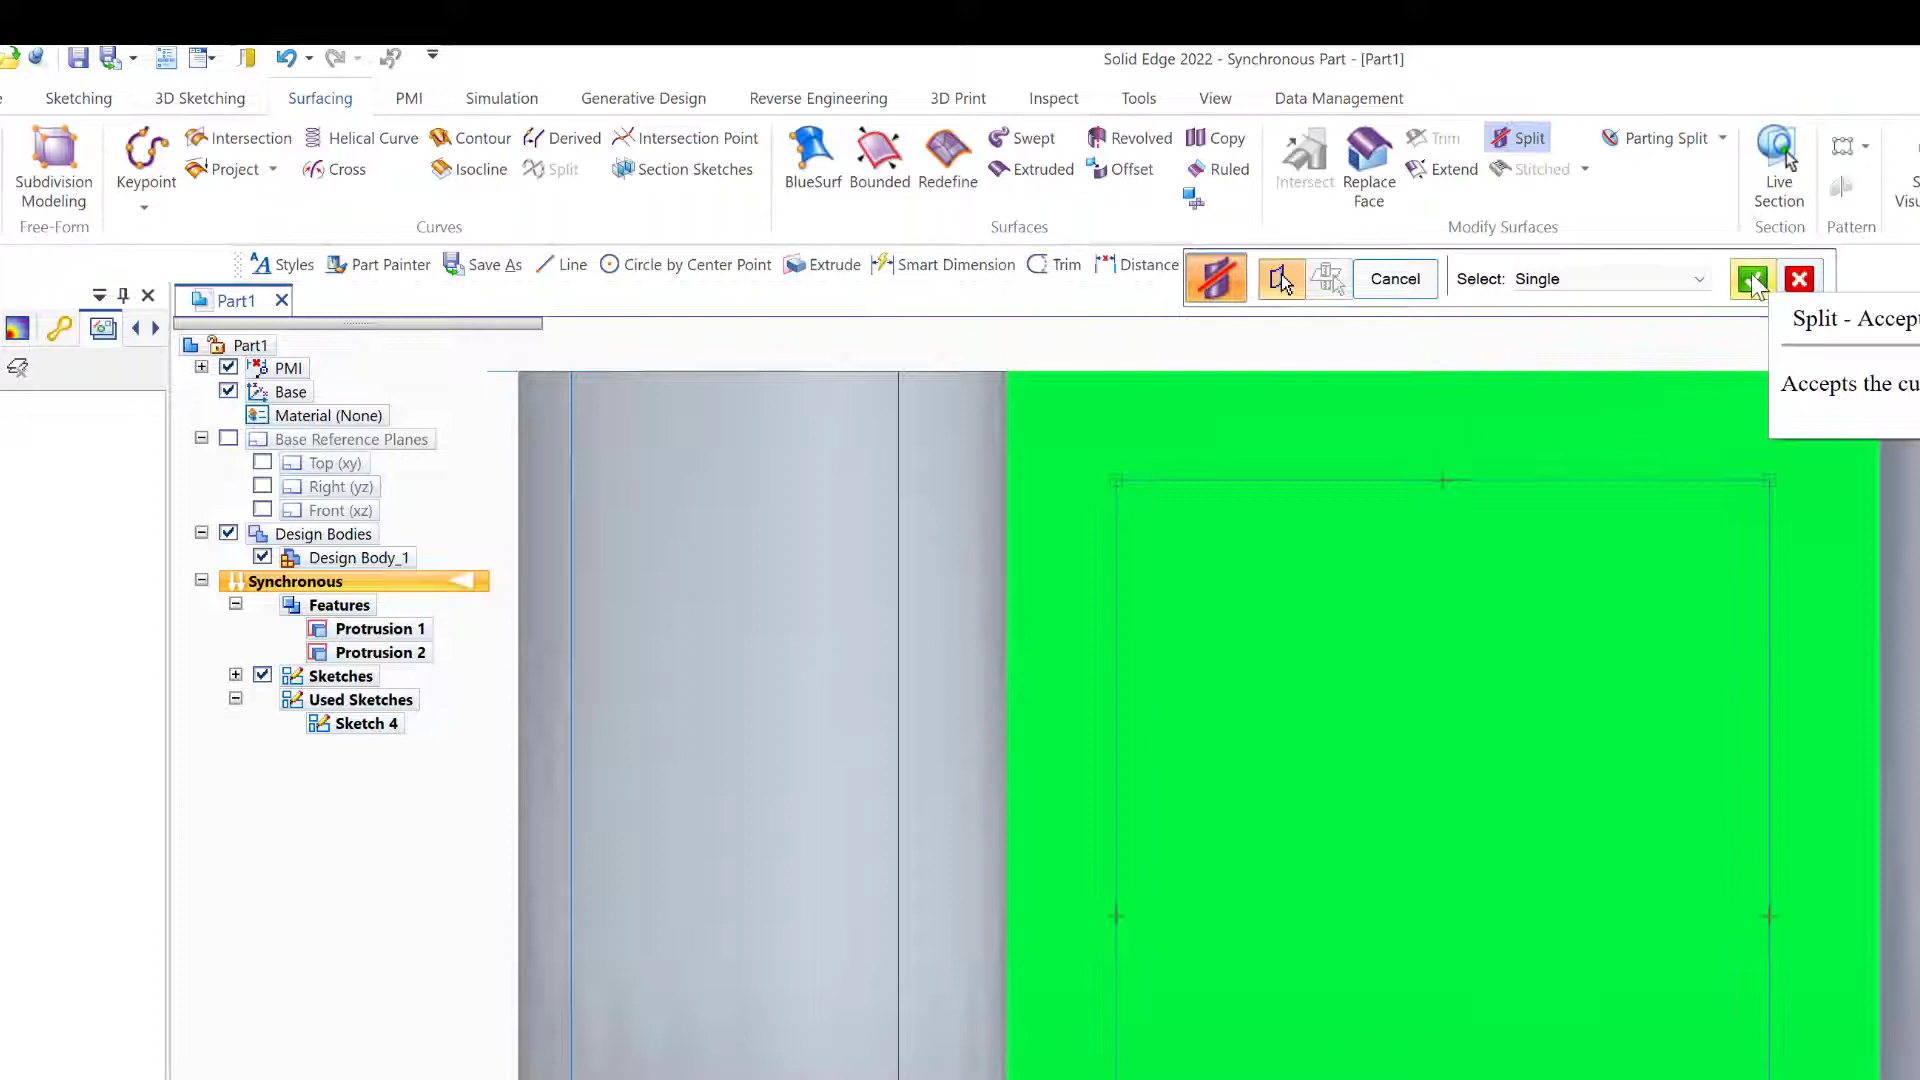 Solid Edge 2022 - Synchronous Part - [Part1]
Sketching 3D Sketching Surfacing PMI Simulation Generative Design Reverse Engineering 3D Print Inspect Tools View Data Management
Subdivision Modeling
Free-Form
Keypoint
Intersection Helical Curve Contour Derived Intersection Point
Project Cross Isocline Split Section Sketches
Curves
BlueSurf Bounded Redefine
Swept Revolved Copy
Extruded Offset Ruled
Surfaces
Intersect Replace Face
Trim Split Parting Split
Extend Stitched
Modify Surfaces
Live Section
Section
Pattern
Styles Part Painter Save As Line Circle by Center Point Extrude Smart Dimension Trim Distance
Cancel Select: Single
Split - Accep
Accepts the cu
Part1
Part1
PMI
Base
Material (None)
Base Reference Planes
Top (xy)
Right (yz)
Front (xz)
Design Bodies
Design Body_1
Synchronous
Features
Protrusion 1
Protrusion 2
Sketches
Used Sketches
Sketch 4